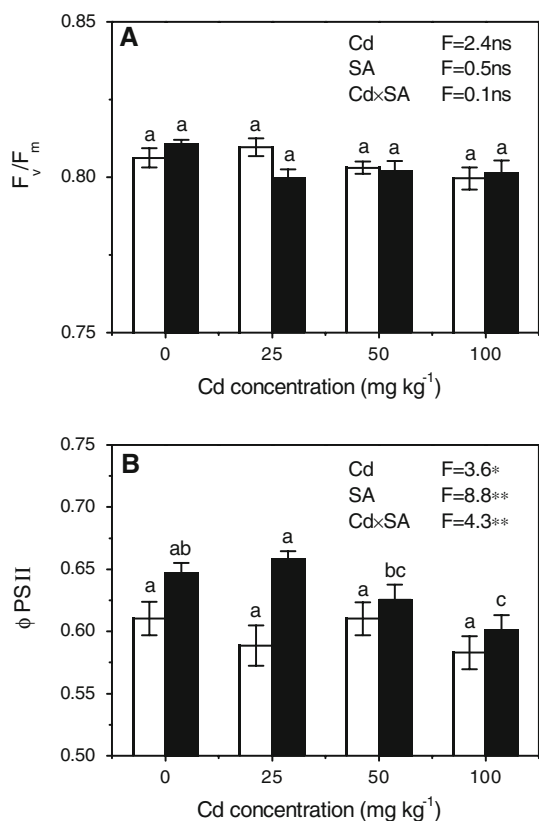 A
Cd F=2.4ns
SA F=0.5ns
Cd×SA F=0.1ns
0.85
0.80
0.75
F_v/F_m
a a a a a a a a
0 25 50 100
Cd concentration (mg kg⁻¹)
B
Cd F=3.6*
SA F=8.8**
Cd×SA F=4.3**
0.75
0.70
0.65
0.60
0.55
0.50
ϕ PSII
a ab a a a bc a c
0 25 50 100
Cd concentration (mg kg⁻¹)